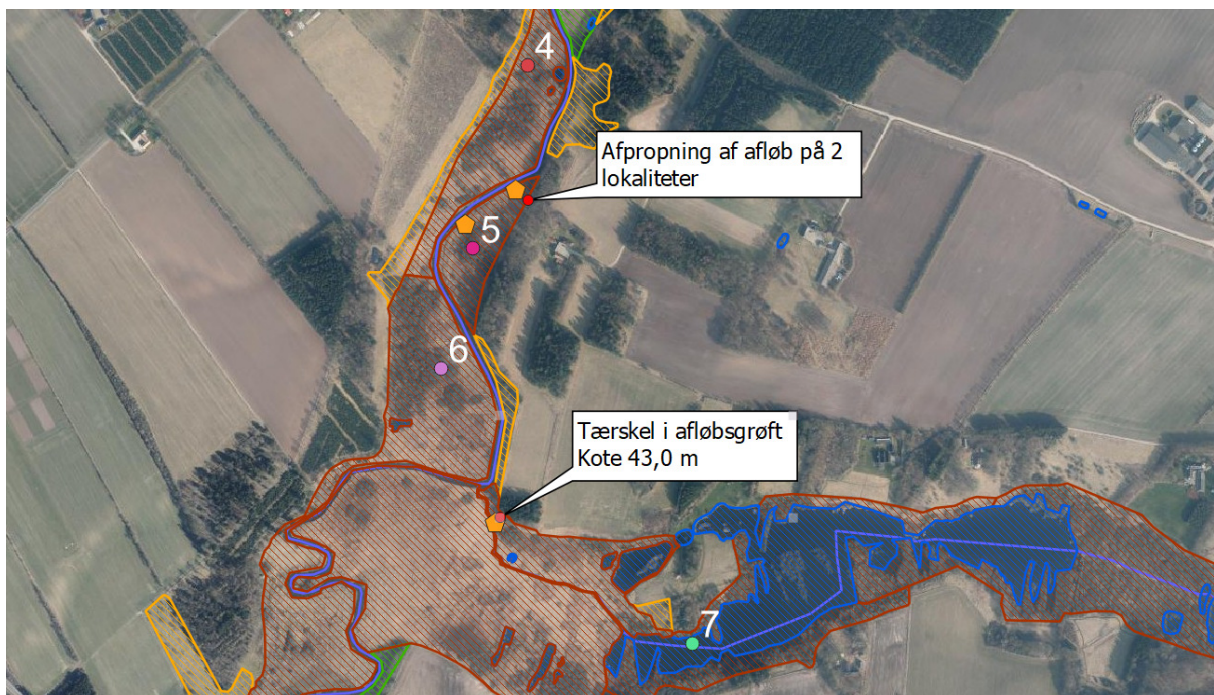 4
Afpropning af afløb på 2
lokaliteter
5
6
Tærskel i afløbsgrøft
Kote 43,0 m
7